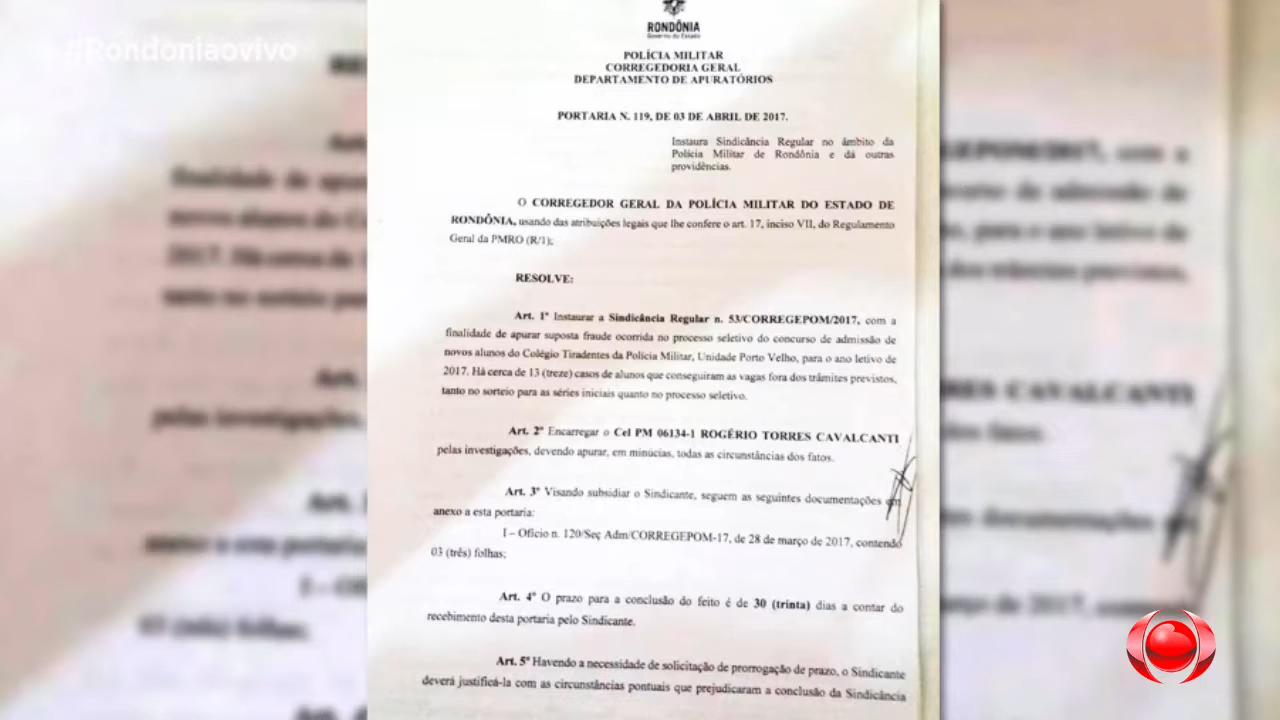 #Rondoniaovivo
RONDÔNIA
Governo do Estado
POLÍCIA MILITAR
CORREGEDORIA GERAL
DEPARTAMENTO DE APURATÓRIOS
PORTARIA N. 119, DE 03 DE ABRIL DE 2017.
Instaura Sindicância Regular no âmbito da
Polícia Militar de Rondônia e dá outras
providências.
O CORREGEDOR GERAL DA POLÍCIA MILITAR DO ESTADO DE
RONDÔNIA, usando das atribuições legais que lhe confere o art. 17, inciso VII, do Regulamento
Geral da PMRO (R/1);
RESOLVE:
Art. 1º Instaurar a Sindicância Regular n. 53/CORREGEPOM/2017, com a
finalidade de apurar suposta fraude ocorrida no processo seletivo do concurso de admissão de
novos alunos do Colégio Tiradentes da Polícia Militar, Unidade Porto Velho, para o ano letivo de
2017. Há cerca de 13 (treze) casos de alunos que conseguiram as vagas fora dos trâmites previstos,
tanto no sorteio para as séries iniciais quanto no processo seletivo.
Art. 2º Encarregar o Cel PM 06134-1 ROGÉRIO TORRES CAVALCANTI
pelas investigações, devendo apurar, em minúcias, todas as circunstâncias dos fatos.
Art. 3º Visando subsidiar o Sindicante, seguem as seguintes documentações em
anexo a esta portaria:
I – Ofício n. 120/Seç Adm/CORREGEPOM-17, de 28 de março de 2017, contendo
03 (três) folhas;
Art. 4º O prazo para a conclusão do feito é de 30 (trinta) dias a contar do
recebimento desta portaria pelo Sindicante.
Art. 5º Havendo a necessidade de solicitação de prorrogação de prazo, o Sindicante
deverá justificá-la com as circunstâncias pontuais que prejudicaram a conclusão da Sindicância